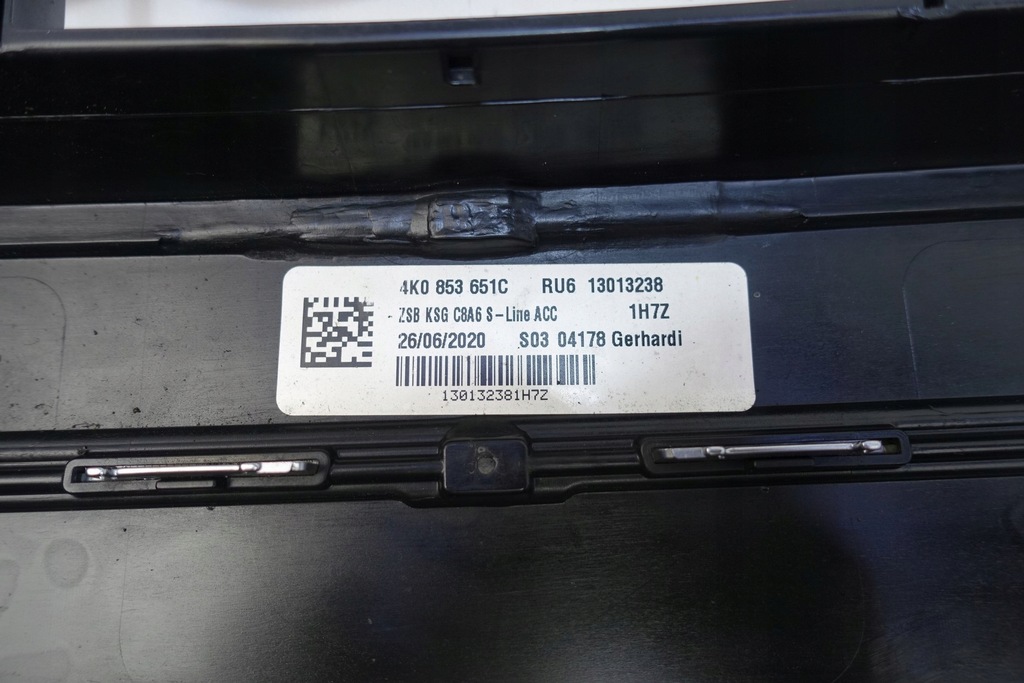 4K0 853 651C RU6 13013238
ZSB KSG C8A6 S-Line ACC 1H7Z
26/06/2020 S03 04178 Gerhardi
130132381H7Z